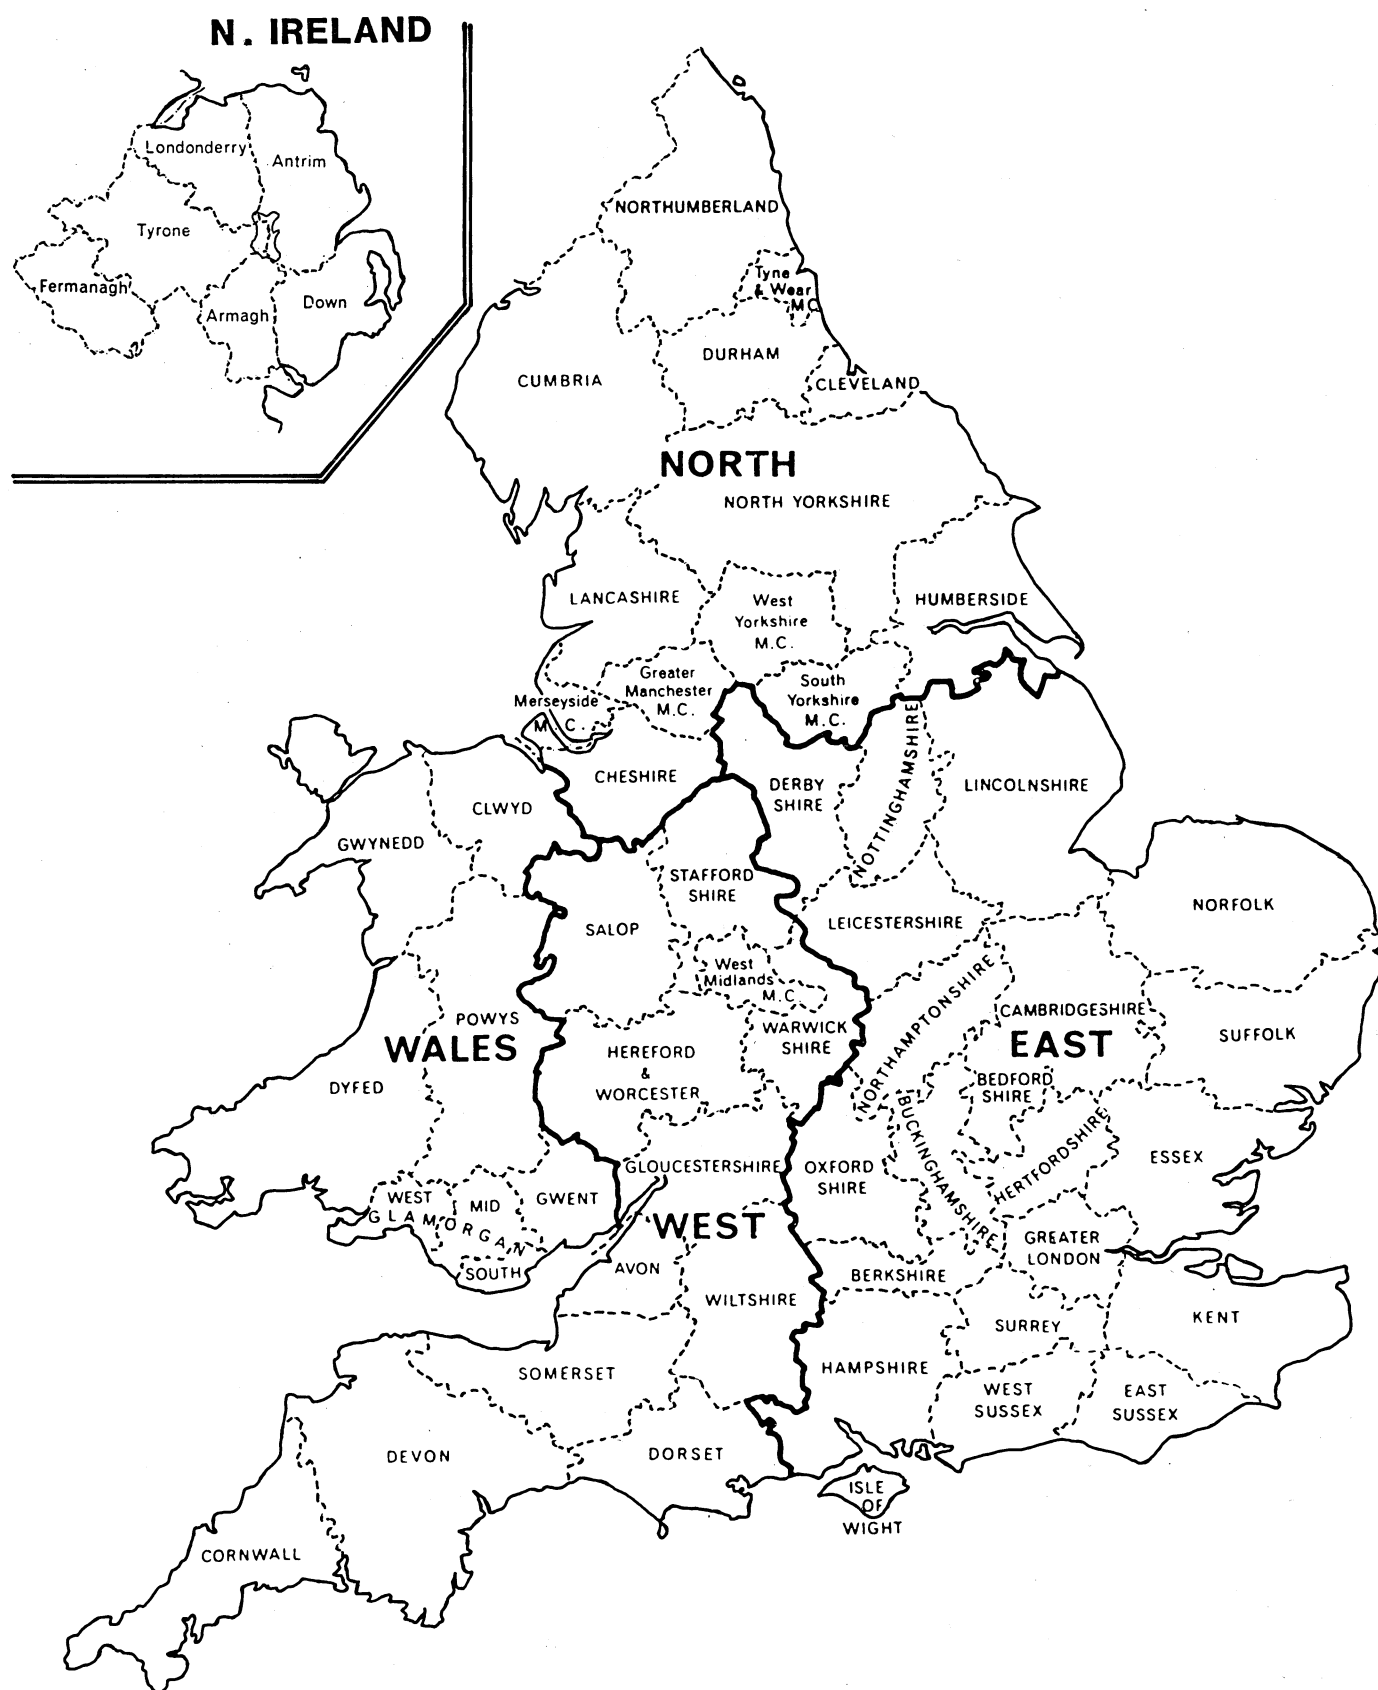 N. IRELAND
Londonderry
Antrim
Tyrone
Fermanagh
Armagh
Down
NORTHUMBERLAND
Tyne
& Wear
M.C
DURHAM
CLEVELAND
CUMBRIA
NORTH
NORTH YORKSHIRE
LANCASHIRE
West
Yorkshire
M.C.
HUMBERSIDE
Greater
Manchester
M.C.
South
Yorkshire
M.C.
Merseyside
M.C.
CHESHIRE
DERBY
SHIRE
NOTTINGHAMSHIRE
LINCOLNSHIRE
CLWYD
GWYNEDD
STAFFORD
SHIRE
SALOP
LEICESTERSHIRE
NORFOLK
West
Midlands
M.C.
NORTHAMPTONSHIRE
CAMBRIDGESHIRE
POWYS
WALES
DYFED
HEREFORD
&
WORCESTER
WARWICK
SHIRE
EAST
SUFFOLK
BEDFORD
SHIRE
BUCKINGHAMSHIRE
HERTFORDSHIRE
ESSEX
OXFORD
SHIRE
GLOUCESTERSHIRE
WEST
MID
GLAMORGAN
SOUTH
GWENT
WEST
GREATER
LONDON
AVON
BERKSHIRE
WILTSHIRE
SURREY
KENT
SOMERSET
HAMPSHIRE
WEST
SUSSEX
EAST
SUSSEX
DEVON
DORSET
ISLE
OF
WIGHT
CORNWALL